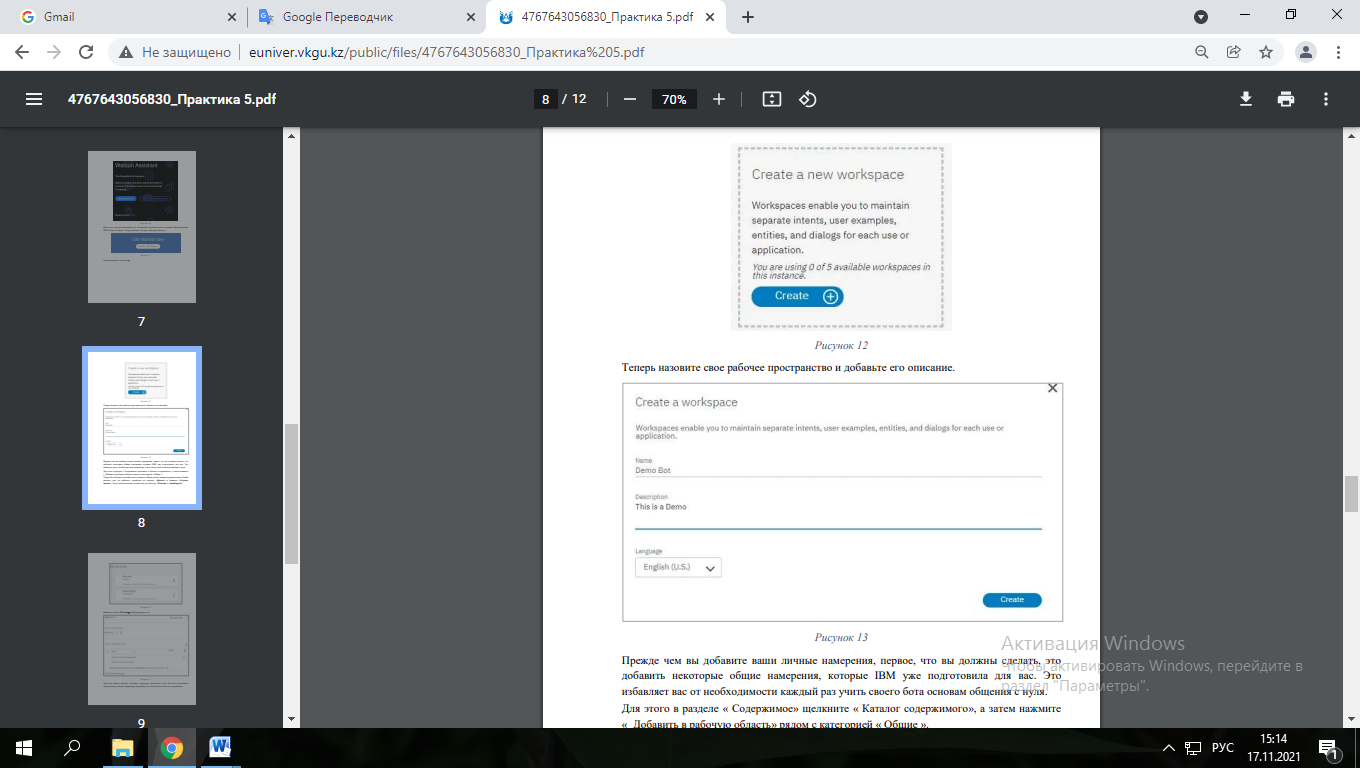 Gmail
Google Переводчик
4767643056830_Практика 5.pdf
Не защищено
euniver.vkgu.kz/public/files/4767643056830_Практика%205.pdf
4767643056830_Практика 5.pdf
8 / 12
70%
Watson Assistant
7
8
9
Create a new workspace
Workspaces enable you to maintain
separate intents, user examples,
entities, and dialogs for each use or
application.
You are using 0 of 5 available workspaces in
this instance.
Create
Рисунок 12
Теперь назовите свое рабочее пространство и добавьте его описание.
Create a workspace
Workspaces enable you to maintain separate intents, user examples, entities, and dialogs for each use or
application.
Name
Demo Bot
Description
This is a Demo
Language
English (U.S.)
Create
Рисунок 13
Прежде чем вы добавите ваши личные намерения, первое, что вы должны сделать, это
добавить некоторые общие намерения, которые IBM уже подготовила для вас. Это
избавляет вас от необходимости каждый раз учить своего бота основам общения с нуля.
Для этого в разделе « Содержимое» щелкните « Каталог содержимого», а затем нажмите
« Добавить в рабочую область» рядом с категорией « Общие ».
Активация Windows
Чтобы активировать Windows, перейдите в
раздел "Параметры".
РУС
15:14
17.11.2021
1